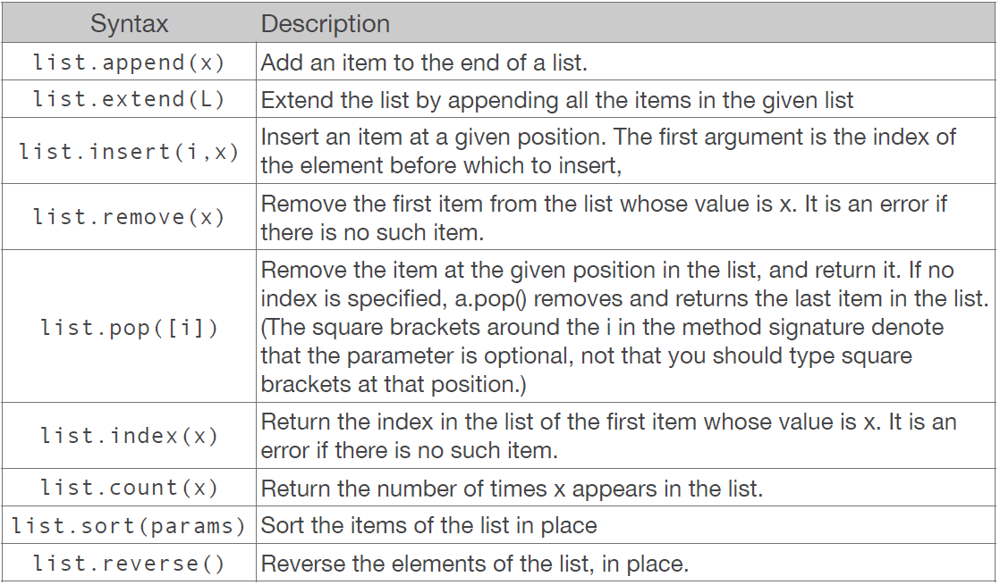 Syntax Description
list.append(x) Add an item to the end of a list.
list.extend(L) Extend the list by appending all the items in the given list
list.insert(i,x) Insert an item at a given position. The first argument is the index of
the element before which to insert,
list.remove(x) Remove the first item from the list whose value is x. It is an error if
there is no such item.
list.pop([i]) Remove the item at the given position in the list, and return it. If no
index is specified, a.pop() removes and returns the last item in the list.
(The square brackets around the i in the method signature denote
that the parameter is optional, not that you should type square
brackets at that position.)
list.index(x) Return the index in the list of the first item whose value is x. It is an
error if there is no such item.
list.count(x) Return the number of times x appears in the list.
list.sort(params) Sort the items of the list in place
list.reverse() Reverse the elements of the list, in place.